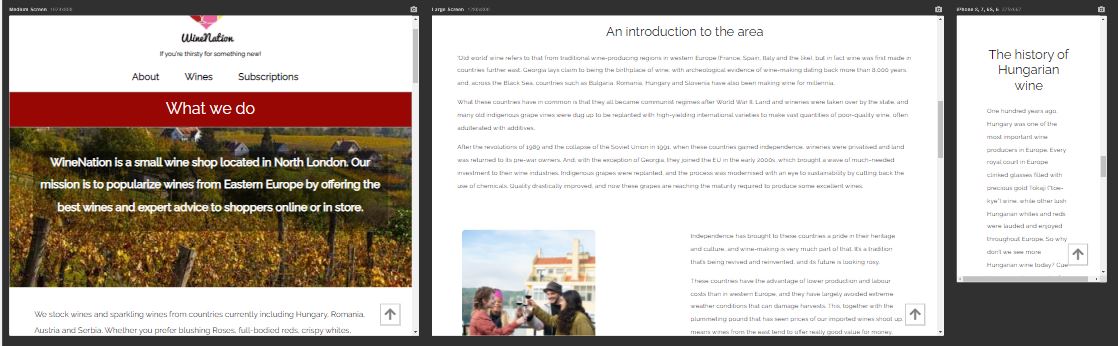 Medium Screen 1024x800
WineNation
If you're thirsty for something new!
About Wines Subscriptions
What we do
WineNation is a small wine shop located in North London. Our
mission is to popularize wines from Eastern Europe by offering the
best wines and expert advice to shoppers online or in store.
We stock wines and sparkling wines from countries currently including Hungary, Romania,
Austria and Serbia. Whether you prefer blushing Roses, full-bodied reds, crispy whites,
Large Screen 1280x800
An introduction to the area
'Old world' wine refers to that from traditional wine-producing regions in western Europe (France, Spain, Italy and the like), but in fact wine was first made in
countries further east. Georgia lays claim to being the birthplace of wine, with archeological evidence of wine-making dating back more than 8,000 years
and, across the Black Sea, countries such as Bulgaria, Romania, Hungary and Slovenia have also been making wine for millennia.
What these countries have in common is that they all became communist regimes after World War II. Land and wineries were taken over by the state, and
many old indigenous grape vines were dug up to be replanted with high-yielding international varieties to make vast quantities of poor-quality wine, often
adulterated with additives.
After the revolutions of 1989 and the collapse of the Soviet Union in 1991, when these countries gained independence, wineries were privatised and land
was returned to its pre-war owners. And, with the exception of Georgia, they joined the EU in the early 2000s, which brought a wave of much-needed
investment to their wine industries. Indigenous grapes were replanted, and the process was modernised with an eye to sustainability by cutting back the
use of chemicals. Quality drastically improved, and now these grapes are reaching the maturity required to produce some excellent wines.
Independence has brought to these countries a pride in their heritage
and culture, and wine-making is very much part of that. It's a tradition
that's being revived and reinvented, and its future is looking rosy.
These countries have the advantage of lower production and labour
costs than in western Europe, and they have largely avoided extreme
weather conditions that can damage harvests. This, together with the
plummeting pound that has seen prices of our imported wines shoot up,
means wines from the east tend to offer really good value for money.
iPhone 8, 7, 6S, 6 375x667
The history of
Hungarian
wine
One hundred years ago,
Hungary was one of the
most important wine
producers in Europe. Every
royal court in Europe
clinked glasses filled with
precious gold Tokaji ("toe-
kye") wine, while other lush
Hungarian whites and reds
were lauded and enjoyed
throughout Europe. So why
don't we see more
Hungarian wine today? Cue